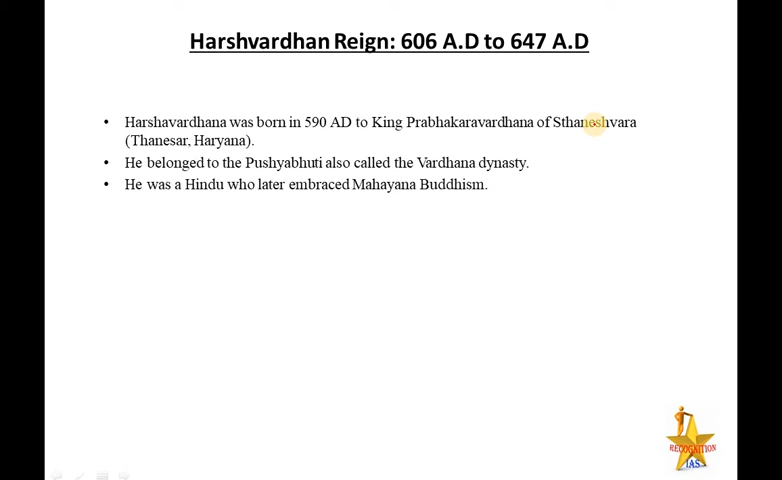 Harshvardhan Reign: 606 A.D to 647 A.D
• Harshavardhana was born in 590 AD to King Prabhakaravardhana of Sthaneshvara
(Thanesar, Haryana).
• He belonged to the Pushyabhuti also called the Vardhana dynasty.
• He was a Hindu who later embraced Mahayana Buddhism.
RECOGNITION
IAS